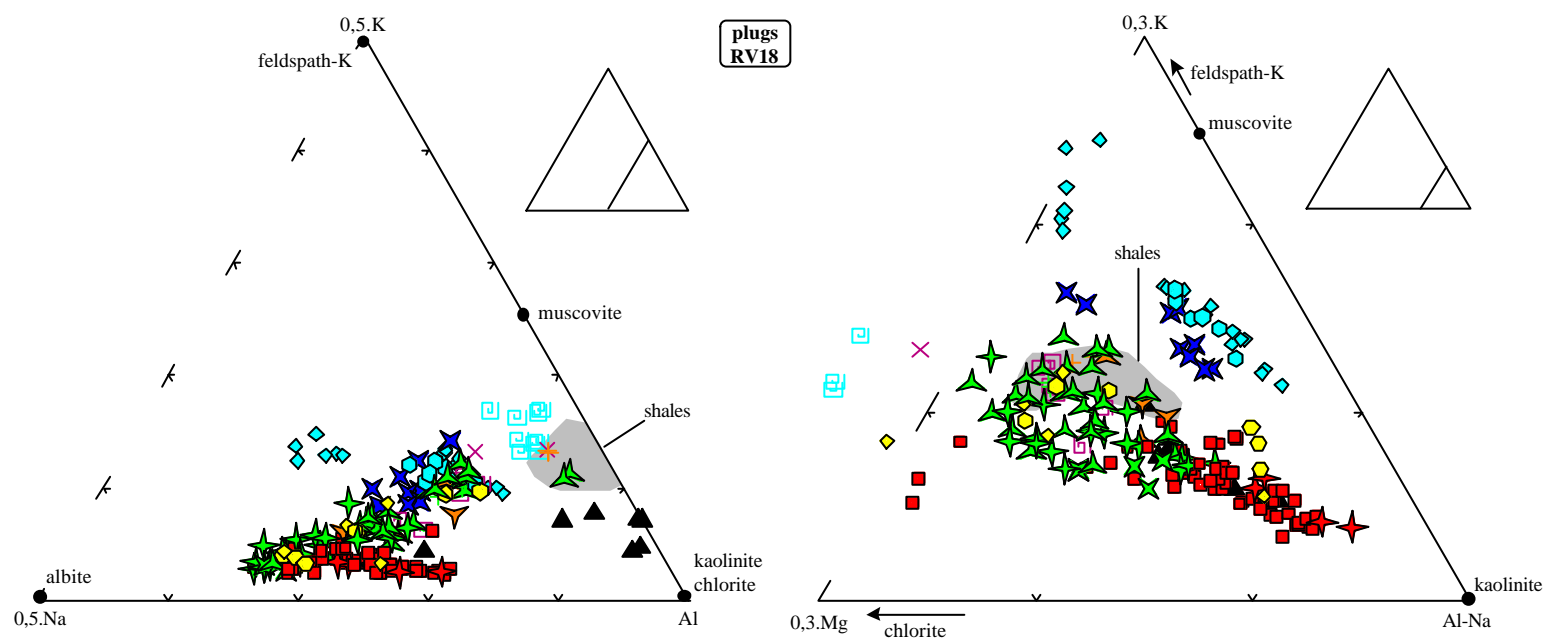 0,5.K
feldspath-K
plugs
RV18
muscovite
shales
albite
kaolinite
chlorite
0,5.Na
Al
0,3.K
feldspath-K
muscovite
shales
kaolinite
0,3.Mg
chlorite
Al-Na